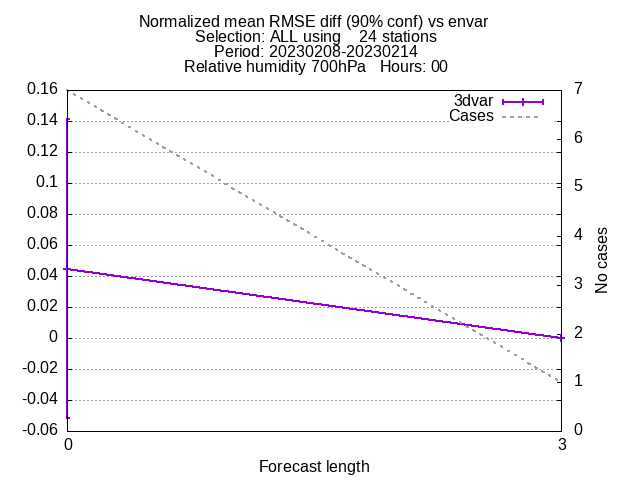 Normalized mean RMSE diff (90% conf) vs envar
Selection: ALL using    24 stations
Period: 20230208-20230214
Relative humidity 700hPa   Hours: 00
3dvar
Cases
0.16
0.14
0.12
0.1
0.08
0.06
0.04
0.02
0
-0.02
-0.04
-0.06
7
6
5
4
3
2
1
0
No cases
0
3
Forecast length